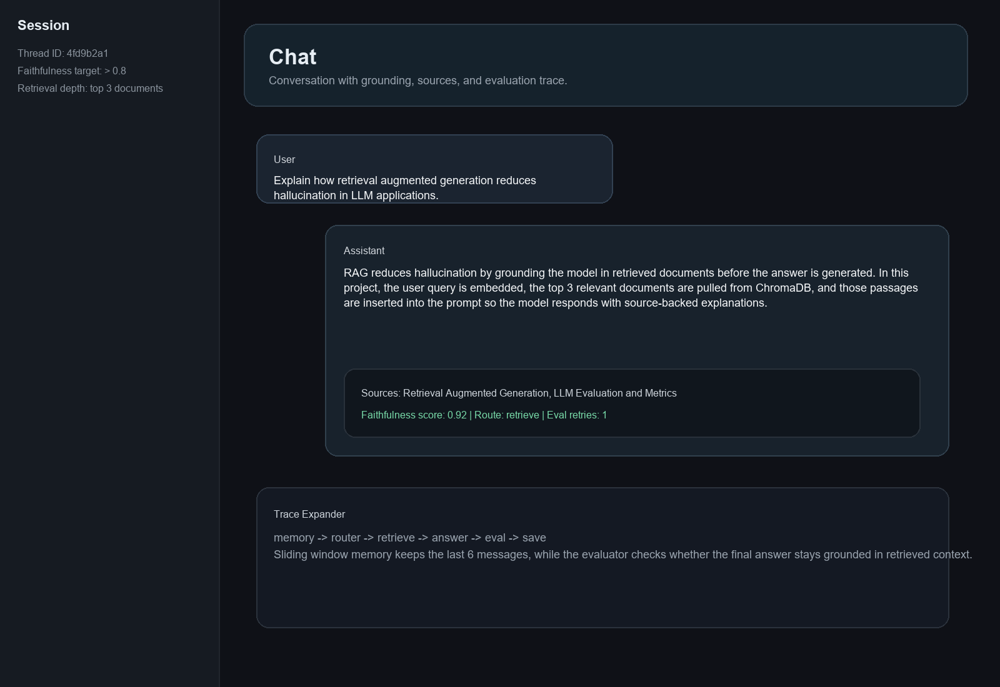 Session
Thread ID: 4fd9b2a1
Faithfulness target: > 0.8
Retrieval depth: top 3 documents
Chat
Conversation with grounding, sources, and evaluation trace.
User
Explain how retrieval augmented generation reduces
hallucination in LLM applications.
Assistant
RAG reduces hallucination by grounding the model in retrieved documents before the answer is generated. In this
project, the user query is embedded, the top 3 relevant documents are pulled from ChromaDB, and those passages
are inserted into the prompt so the model responds with source-backed explanations.
Sources: Retrieval Augmented Generation, LLM Evaluation and Metrics
Faithfulness score: 0.92 | Route: retrieve | Eval retries: 1
Trace Expander
memory -> router -> retrieve -> answer -> eval -> save
Sliding window memory keeps the last 6 messages, while the evaluator checks whether the final answer stays grounded in retrieved context.